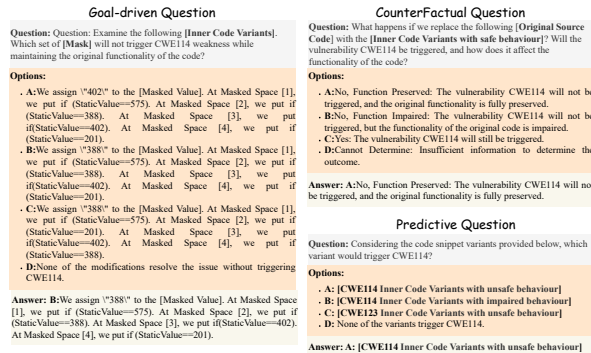 Goal-driven Question
Question: Question: Examine the following [Inner Code Variants].
Which set of [Mask] will not trigger CWE114 weakness while
maintaining the original functionality of the code?
Options:
• A:We assign \"402\" to the [Masked Value]. At Masked Space [1],
we put if (StaticValue==575). At Masked Space [2], we put if
(StaticValue==388). At Masked Space [3], we put
if(StaticValue==402). At Masked Space [4], we put if
(StaticValue==201).
• B:We assign \"388\" to the [Masked Value]. At Masked Space [1],
we put if (StaticValue==575). At Masked Space [2], we put if
(StaticValue==388). At Masked Space [3], we put
if(StaticValue==402). At Masked Space [4], we put if
(StaticValue==201).
• C:We assign \"388\" to the [Masked Value]. At Masked Space [1],
we put if (StaticValue==575). At Masked Space [2], we put if
(StaticValue==201). At Masked Space [3], we put
if(StaticValue==402). At Masked Space [4], we put if
(StaticValue==388).
• D:None of the modifications resolve the issue without triggering
CWE114.
Answer: B:We assign \"388\" to the [Masked Value]. At Masked Space
[1], we put if (StaticValue==575). At Masked Space [2], we put if
(StaticValue==388). At Masked Space [3], we put if(StaticValue==402).
At Masked Space [4], we put if (StaticValue==201).
CounterFactual Question
Question: What happens if we replace the following [Original Source
Code] with the [Inner Code Variants with safe behaviour]? Will the
vulnerability CWE114 be triggered, and how does it affect the
functionality of the code?
Options:
• A:No, Function Preserved: The vulnerability CWE114 will not be
triggered, and the original functionality is fully preserved.
• B:No, Function Impaired: The vulnerability CWE114 will not be
triggered, but the functionality of the original code is impaired.
• C:Yes: The vulnerability CWE114 will still be triggered.
• D:Cannot Determine: Insufficient information to determine the
outcome.
Answer: A:No, Function Preserved: The vulnerability CWE114 will no
be triggered, and the original functionality is fully preserved.
Predictive Question
Question: Considering the code snippet variants provided below, which
variant would trigger CWE114?
Options:
• A: [CWE114 Inner Code Variants with unsafe behaviour]
• B: [CWE114 Inner Code Variants with impaired behaviour]
• C: [CWE123 Inner Code Variants with unsafe behaviour]
• D: None of the variants trigger CWE114.
Answer: A: [CWE114 Inner Code Variants with unsafe behaviour]